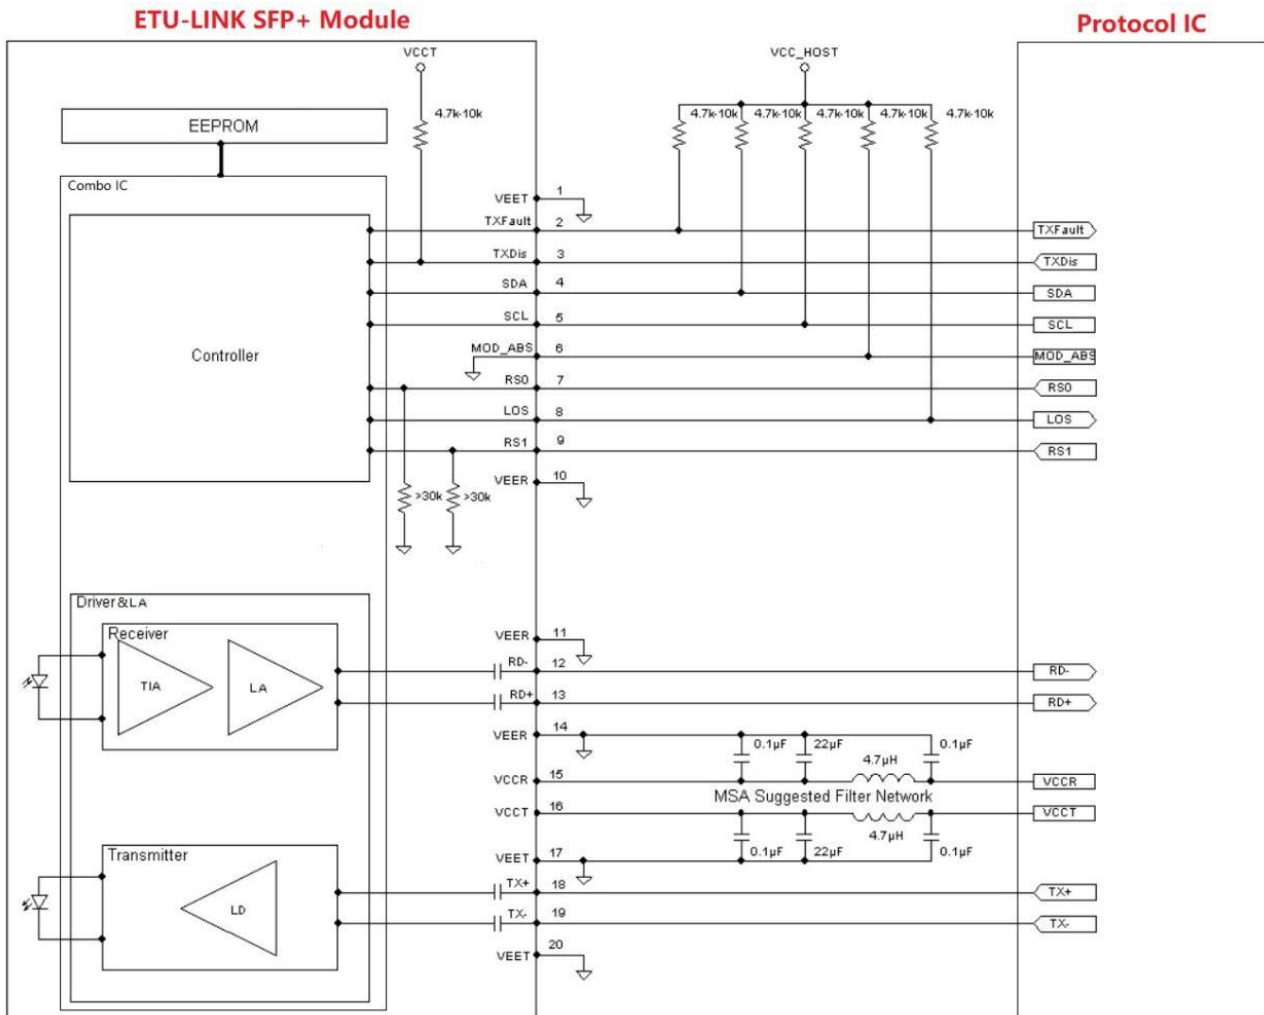 ETU-LINK SFP+ Module
Protocol IC
VCCT
VCC_HOST
4.7k-10k
4.7k-10k
4.7k-10k
4.7k-10k
4.7k-10k
4.7k-10k
EEPROM
Combo IC
Controller
VEET 1
TXFault 2 TXFault
TXDis 3 TXDis
SDA 4 SDA
SCL 5 SCL
MOD_ABS 6 MOD_ABS
RS0 7 RS0
LOS 8 LOS
RS1 9 RS1
VEER 10
>30k >30k
Driver&LA
Receiver
TIA LA
VEER 11
RD- 12 RD-
RD+ 13 RD+
VEER 14
0.1µF 22µF 0.1µF
4.7µH
VCCR 15 VCCR
MSA Suggested Filter Network
VCCT 16 VCCT
4.7µH
0.1µF 22µF 0.1µF
VEET 17
Transmitter
LD
TX+ 18 TX+
TX- 19 TX-
VEET 20